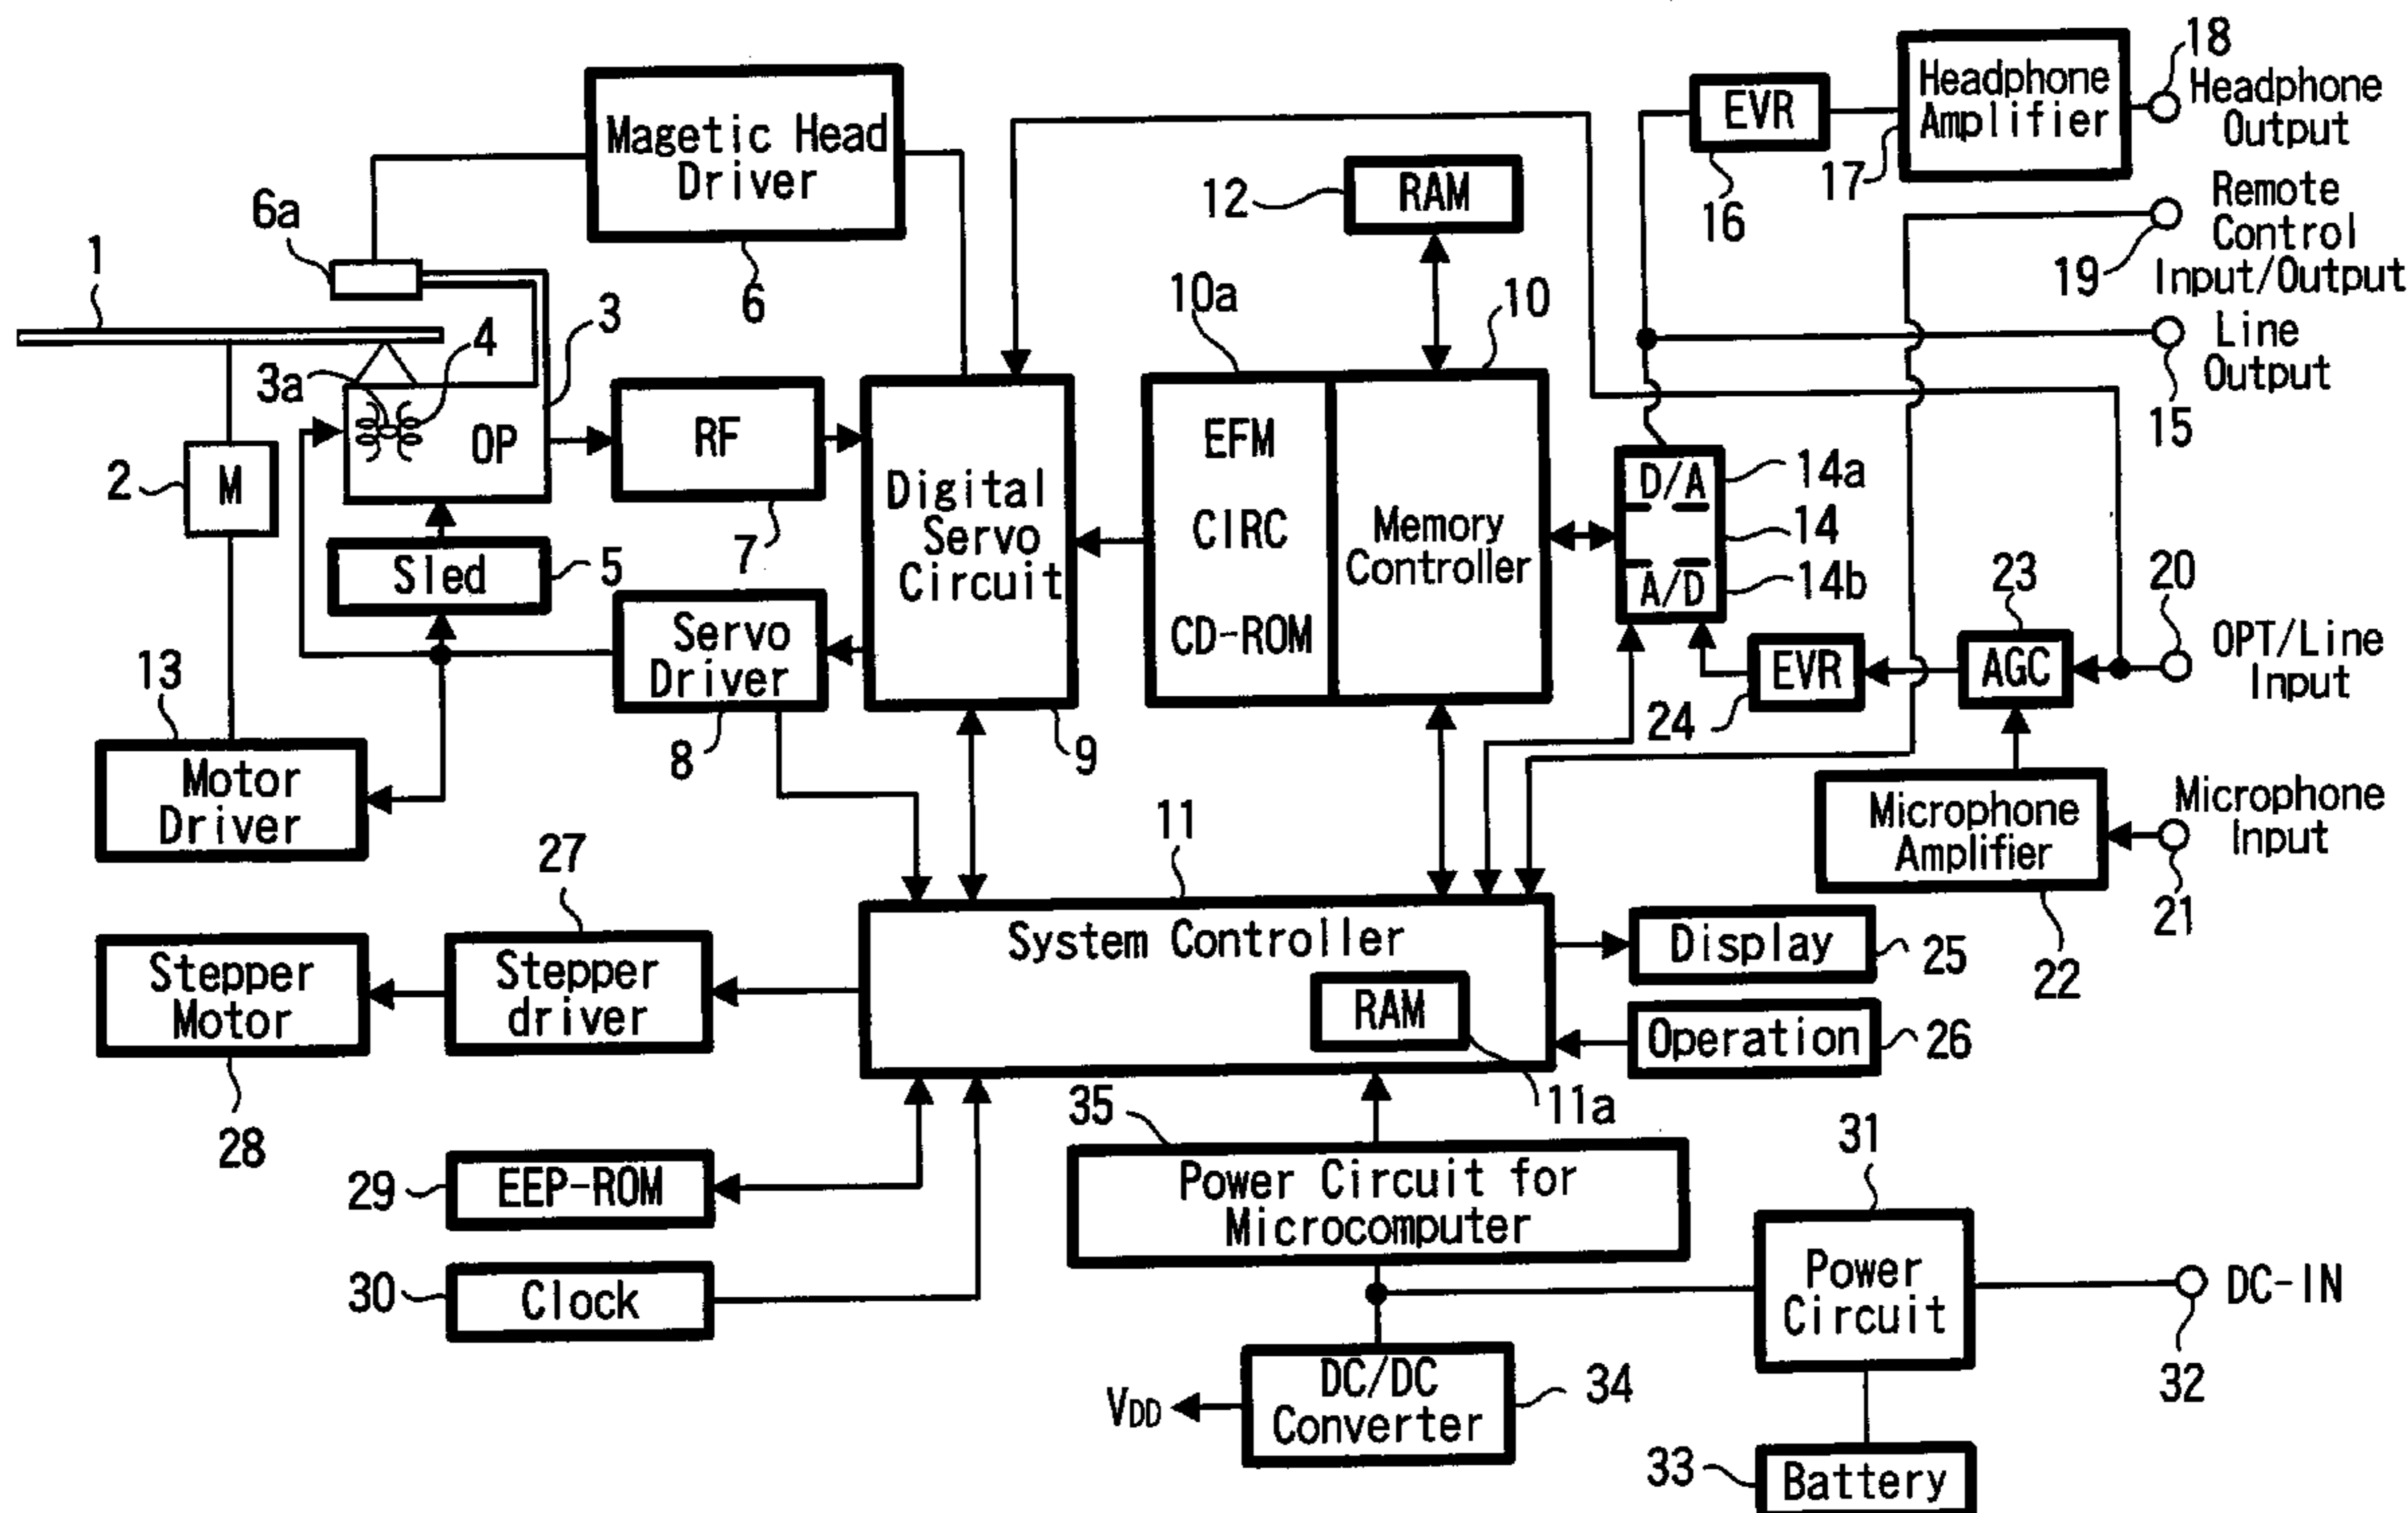 18
Headphone
Amplifier
Headphone
Output
EVR
17
16
Magetic Head
Driver
6
6a
RAM
12
Remote
Control
Input/Output
19
1
3
4
3a
10a
10
Line
Output
15
OP
RF
7
M
2
Sled
5
Digital
Servo
Circuit
9
EFM
CIRC
CD-ROM
Memory
Controller
D/A
A/D
14a
14
14b
23
20
AGC
EVR
24
OPT/Line
Input
Servo
Driver
8
13
Motor
Driver
Microphone
Amplifier
22
Microphone
Input
21
27
11
Stepper
Motor
28
Stepper
driver
System Controller
RAM
11a
Display
25
Operation
26
35
Power Circuit for
Microcomputer
29
EEP-ROM
30
Clock
31
Power
Circuit
DC-IN
32
VDD
DC/DC
Converter
34
33
Battery